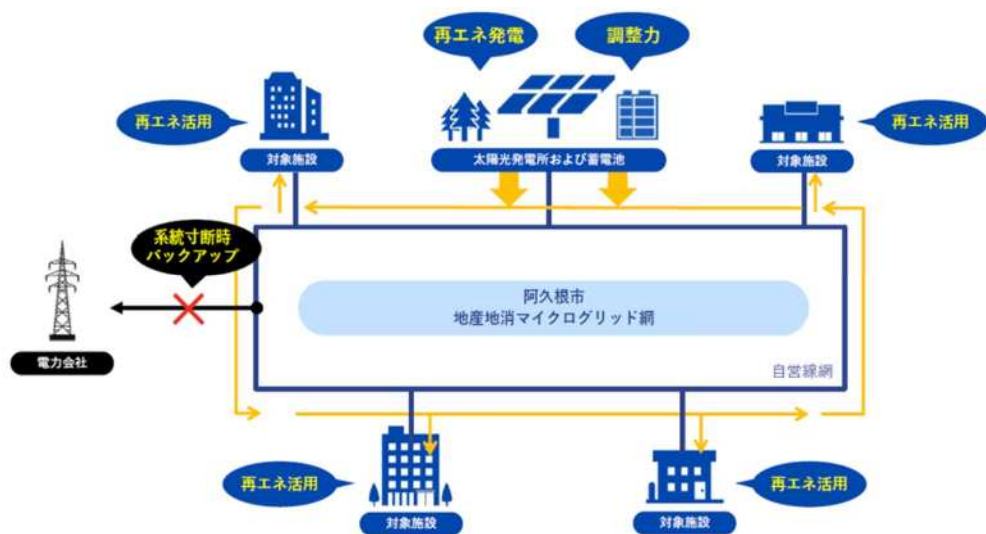 再エネ発電
調整力
再エネ活用
再エネ活用
対象施設
太陽光発電所および蓄電池
対象施設
系統寸断時
バックアップ
阿久根市
地産地消マイクログリッド網
電力会社
自営線網
再エネ活用
再エネ活用
対象施設
対象施設